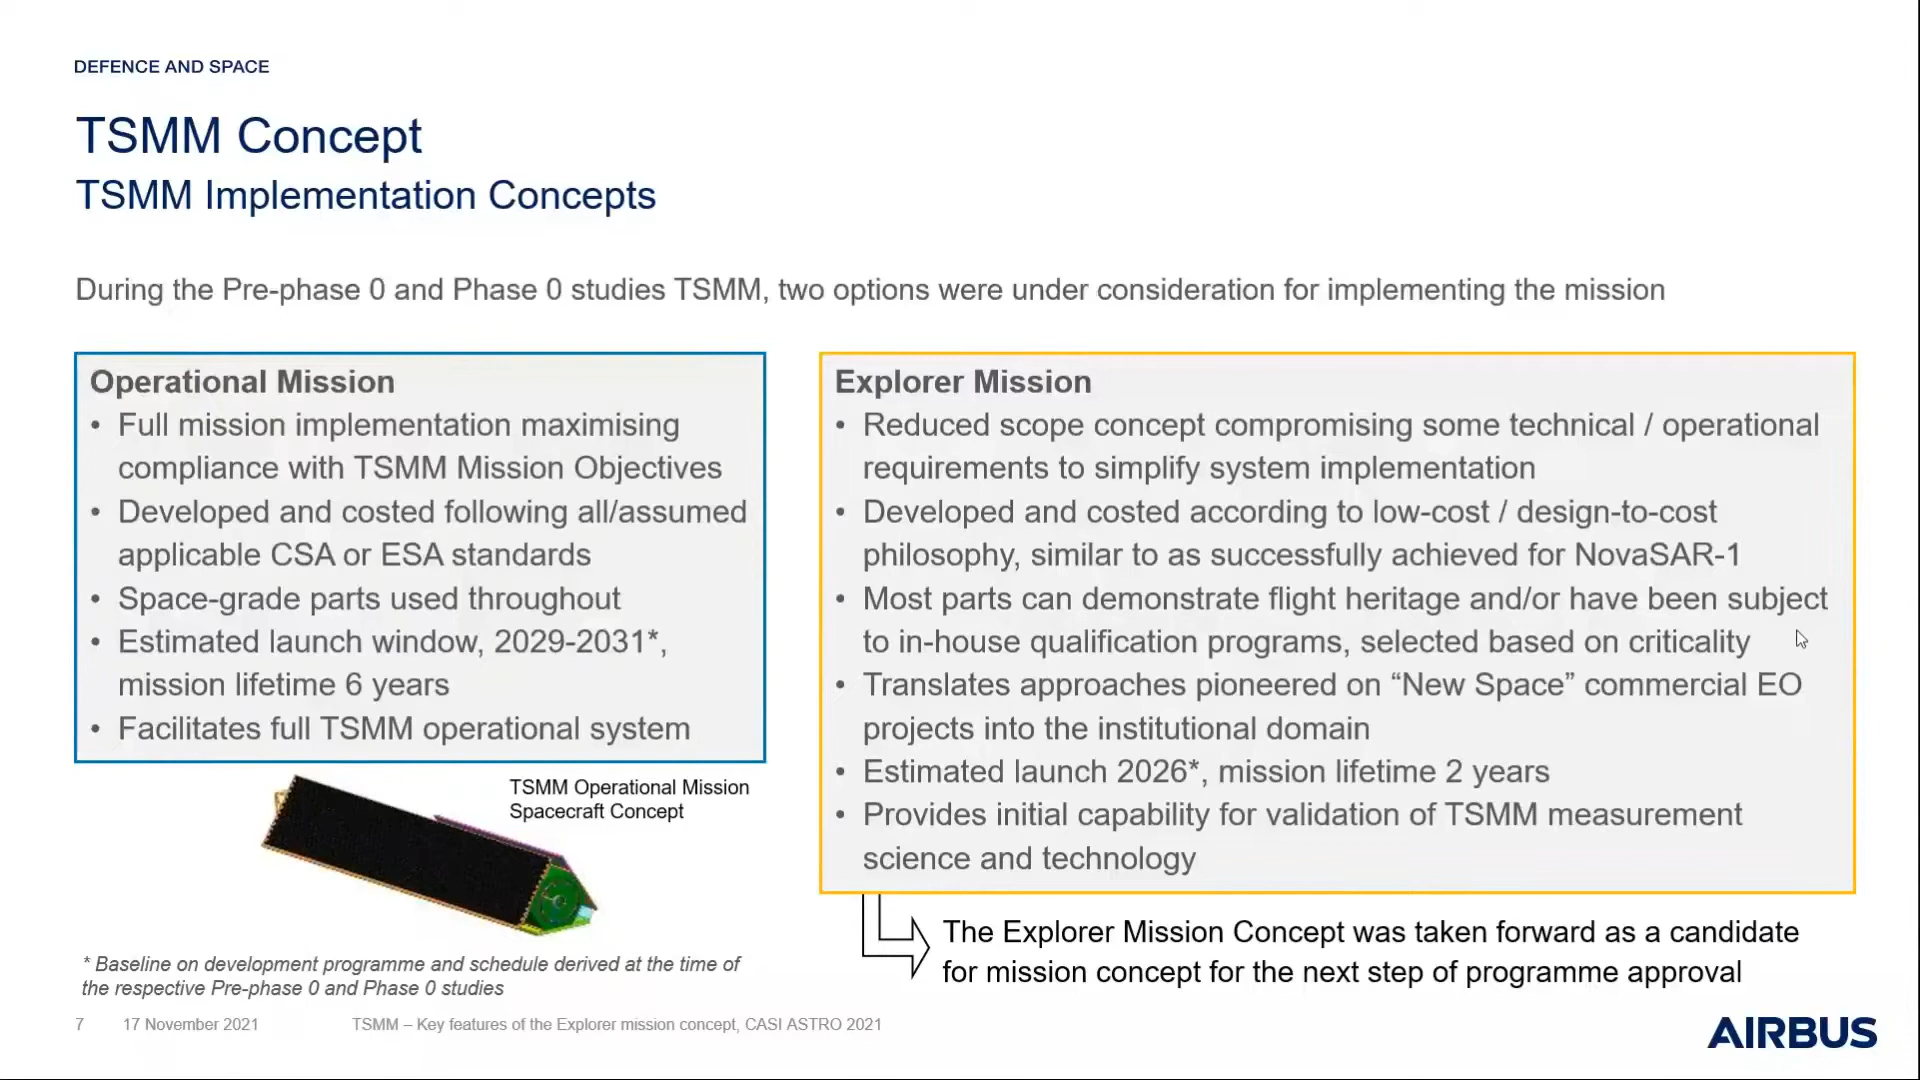 DEFENCE AND SPACE
TSMM Concept
TSMM Implementation Concepts
During the Pre-phase 0 and Phase 0 studies TSMM, two options were under consideration for implementing the mission
Operational Mission
• Full mission implementation maximising
compliance with TSMM Mission Objectives
• Developed and costed following all/assumed
applicable CSA or ESA standards
• Space-grade parts used throughout
• Estimated launch window, 2029-2031*,
mission lifetime 6 years
• Facilitates full TSMM operational system
TSMM Operational Mission
Spacecraft Concept
* Baseline on development programme and schedule derived at the time of
the respective Pre-phase 0 and Phase 0 studies
Explorer Mission
• Reduced scope concept compromising some technical / operational
requirements to simplify system implementation
• Developed and costed according to low-cost / design-to-cost
philosophy, similar to as successfully achieved for NovaSAR-1
• Most parts can demonstrate flight heritage and/or have been subject
to in-house qualification programs, selected based on criticality
• Translates approaches pioneered on “New Space” commercial EO
projects into the institutional domain
• Estimated launch 2026*, mission lifetime 2 years
• Provides initial capability for validation of TSMM measurement
science and technology
The Explorer Mission Concept was taken forward as a candidate
for mission concept for the next step of programme approval
7 17 November 2021 TSMM – Key features of the Explorer mission concept, CASI ASTRO 2021
AIRBUS